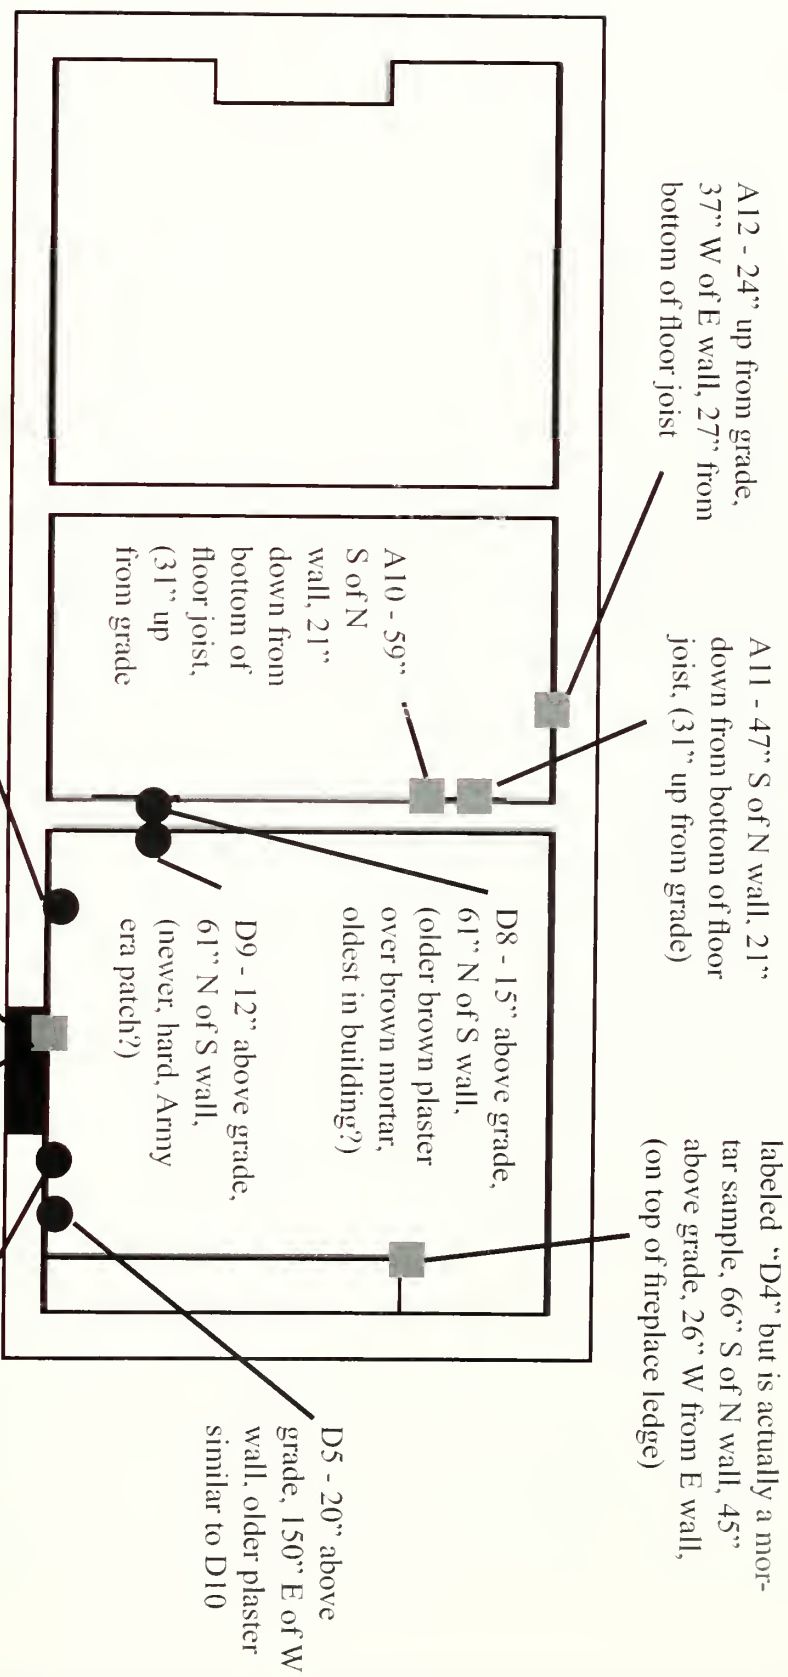 A12 - 24” up from grade,
37” W of E wall, 27” from
bottom of floor joist
A11 - 47” S of N wall, 21”
down from bottom of floor
joist, (31” up from grade)
labeled “D4” but is actually a mor-
tar sample, 66” S of N wall, 45”
above grade, 26” W from E wall,
(on top of fireplace ledge)
A10 - 59”
S of N
wall, 21”
down from
bottom of
floor joist,
(31” up
from grade
D8 - 15” above grade,
61” N of S wall,
(older brown plaster
over brown mortar,
oldest in building?)
D9 - 12” above grade,
61” N of S wall,
(newer, hard, Army
era patch?)
D5 - 20” above
grade, 150” E of W
wall, older plaster
similar to D10